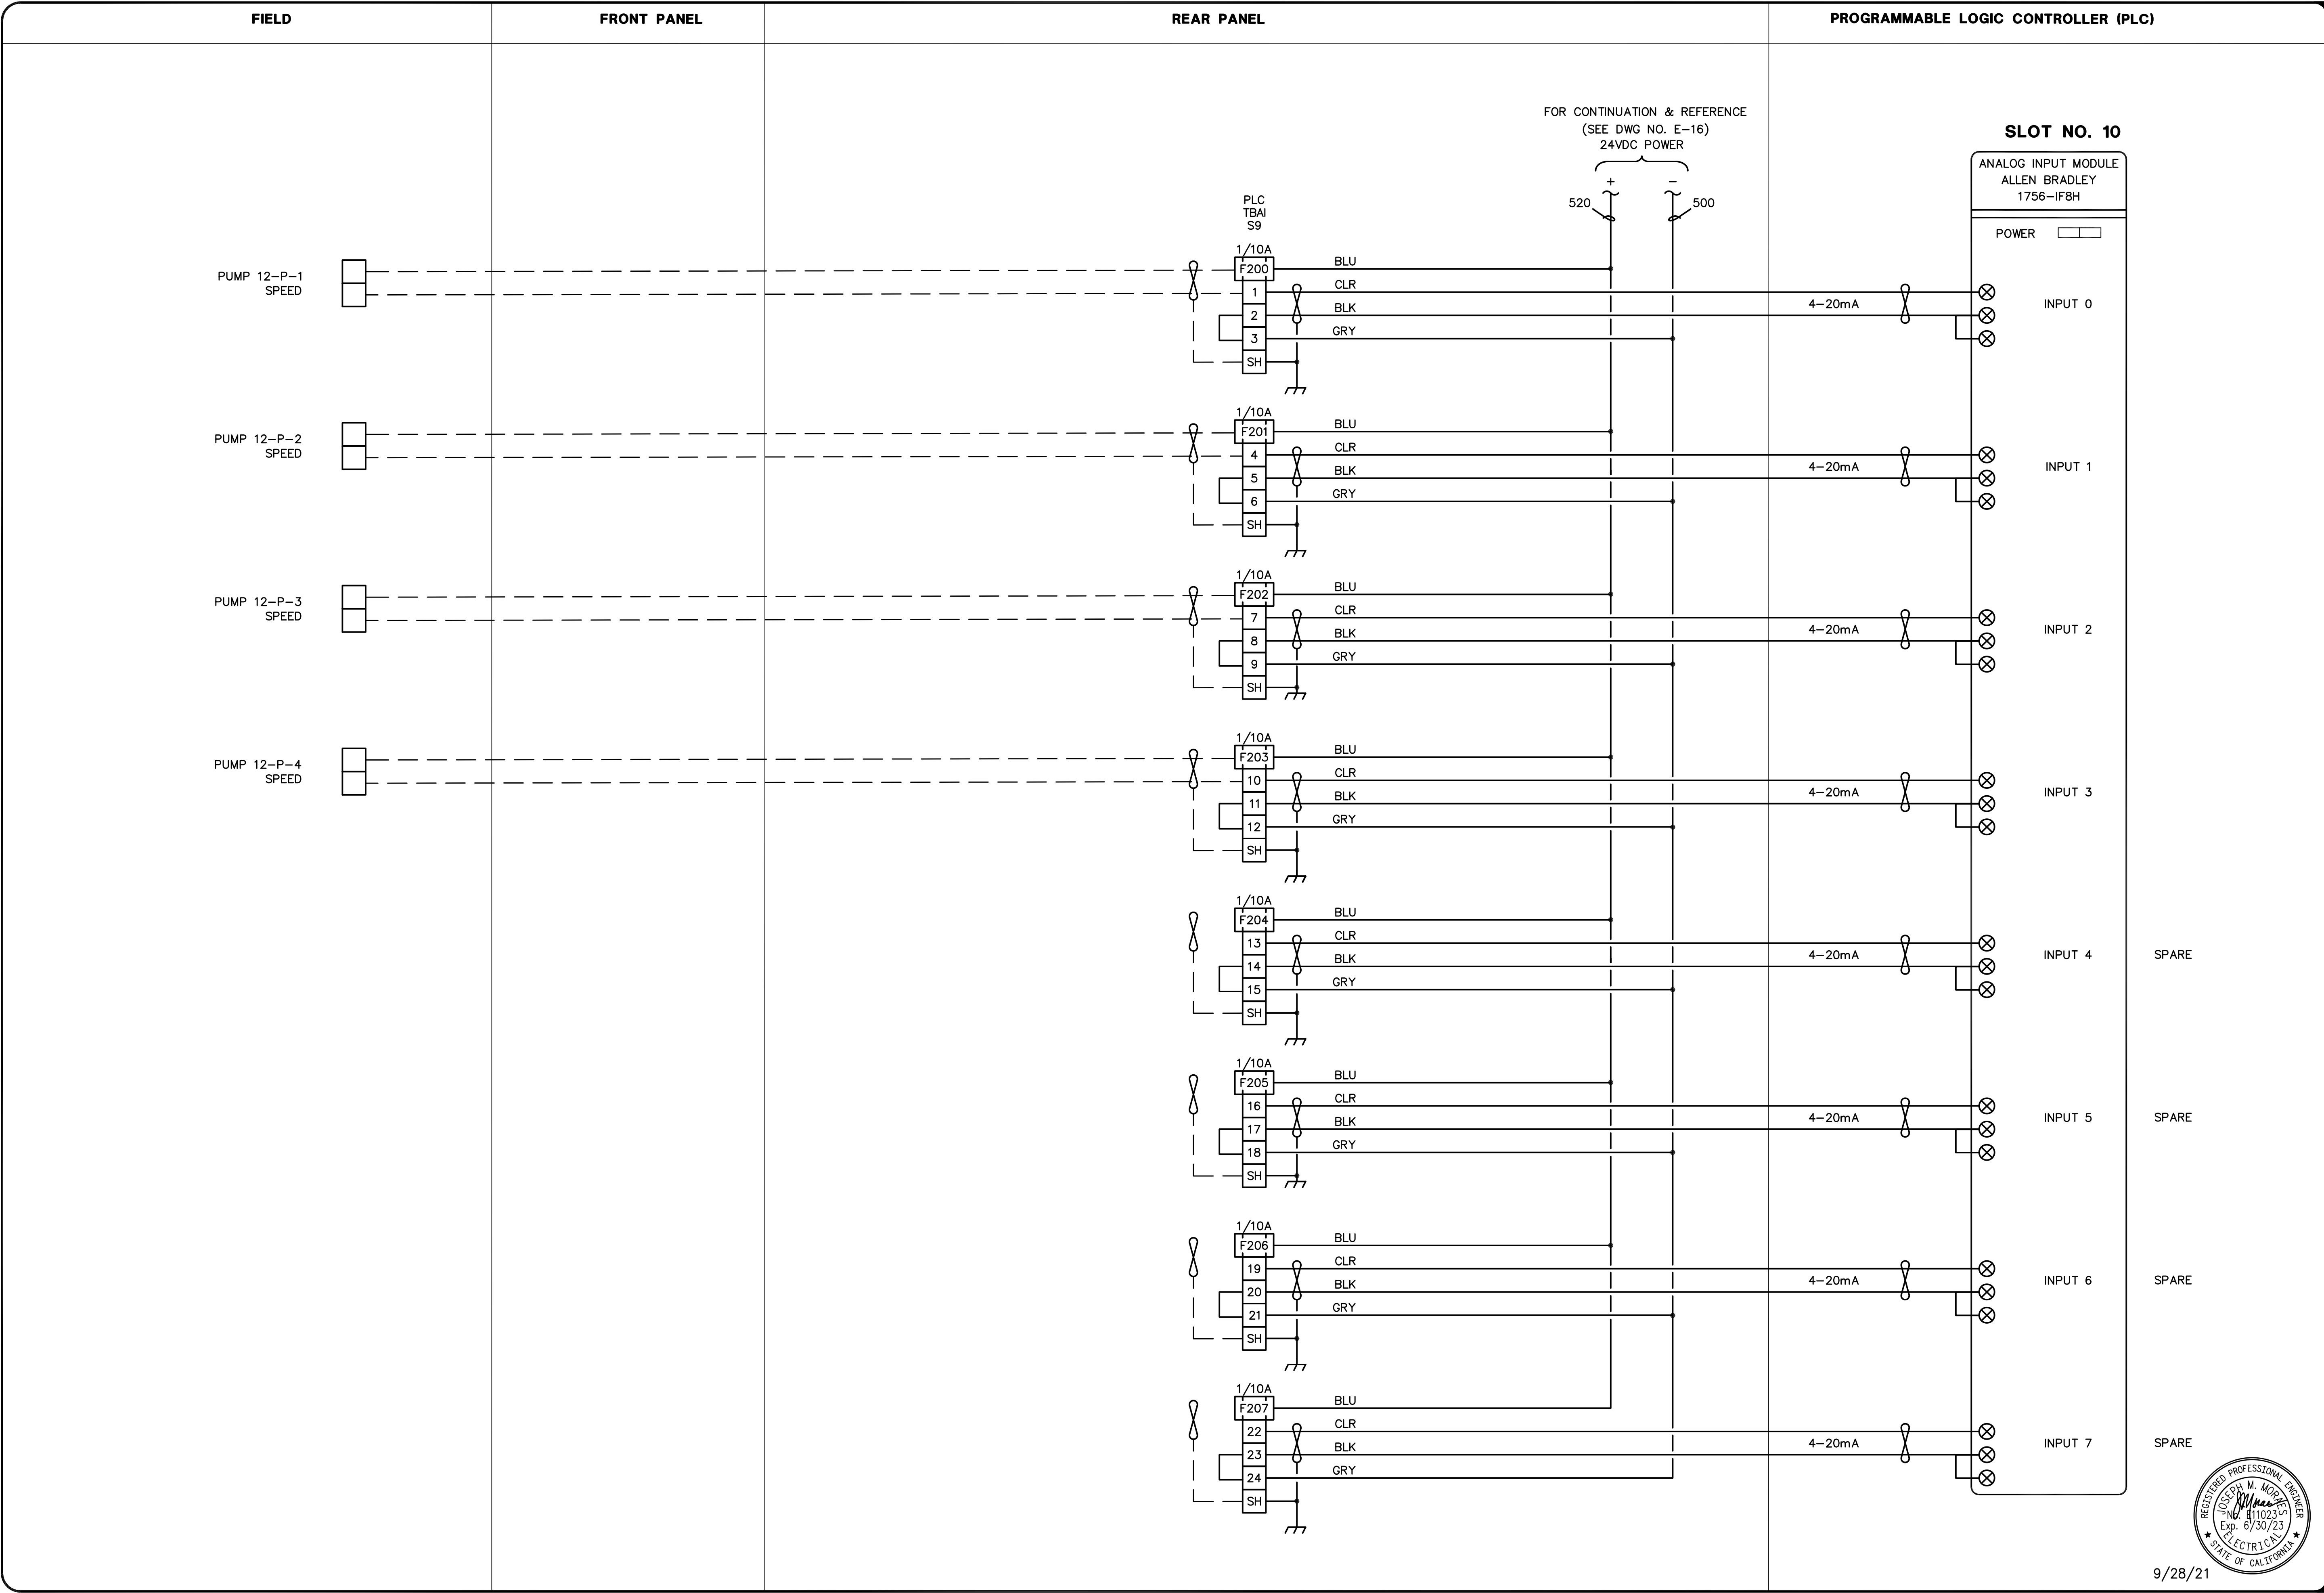 FIELD
FRONT PANEL
REAR PANEL
PROGRAMMABLE LOGIC CONTROLLER (PLC)
FOR CONTINUATION & REFERENCE
(SEE DWG NO. E-16)
24VDC POWER
+ -
520
500
SLOT NO. 10
ANALOG INPUT MODULE
ALLEN BRADLEY
1756-IF8H
POWER
PLC
TBAI
S9
PUMP 12-P-1
SPEED
1/10A
F200
1
2
3
SH
BLU
CLR
BLK
GRY
4-20mA
INPUT 0
PUMP 12-P-2
SPEED
1/10A
F201
4
5
6
SH
BLU
CLR
BLK
GRY
4-20mA
INPUT 1
PUMP 12-P-3
SPEED
1/10A
F202
7
8
9
SH
BLU
CLR
BLK
GRY
4-20mA
INPUT 2
PUMP 12-P-4
SPEED
1/10A
F203
10
11
12
SH
BLU
CLR
BLK
GRY
4-20mA
INPUT 3
1/10A
F204
13
14
15
SH
BLU
CLR
BLK
GRY
4-20mA
INPUT 4
SPARE
1/10A
F205
16
17
18
SH
BLU
CLR
BLK
GRY
4-20mA
INPUT 5
SPARE
1/10A
F206
19
20
21
SH
BLU
CLR
BLK
GRY
4-20mA
INPUT 6
SPARE
1/10A
F207
22
23
24
SH
BLU
CLR
BLK
GRY
4-20mA
INPUT 7
SPARE
REGISTERED PROFESSIONAL ENGINEER
JOSEPH M. MORAES
No. E11023
Exp. 6/30/23
ELECTRICAL
STATE OF CALIFORNIA
9/28/21